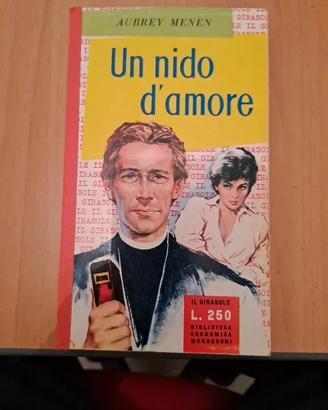 AUBREY MENEN
Un nido
d'amore
IL GIRASOLE
L. 250
BIBLIOTECA
ECONOMICA
MONDADORI